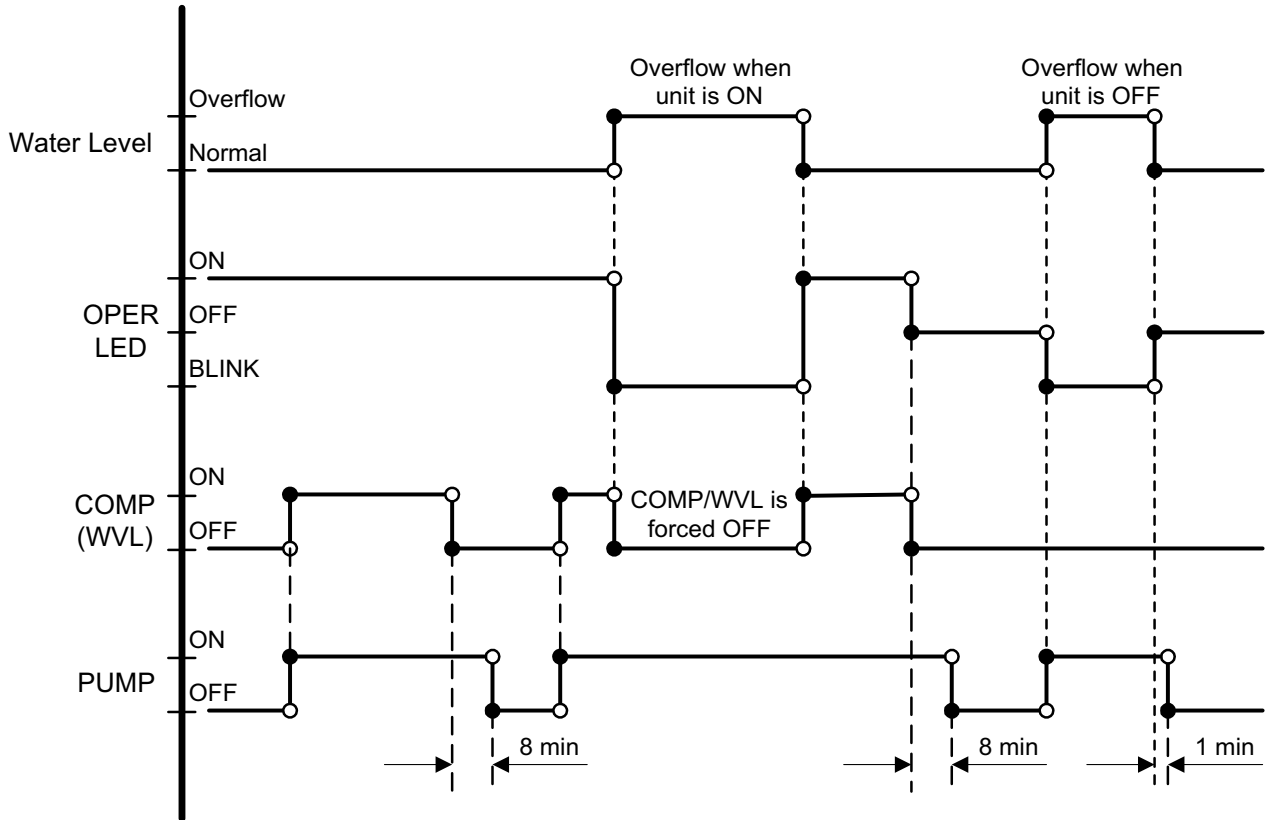 Overflow when
unit is ON
Overflow when
unit is OFF
Overflow
Water Level
Normal
ON
OPER
LED
OFF
BLINK
ON
COMP
(WVL)
OFF
COMP/WVL is
forced OFF
ON
PUMP
OFF
8 min
8 min
1 min